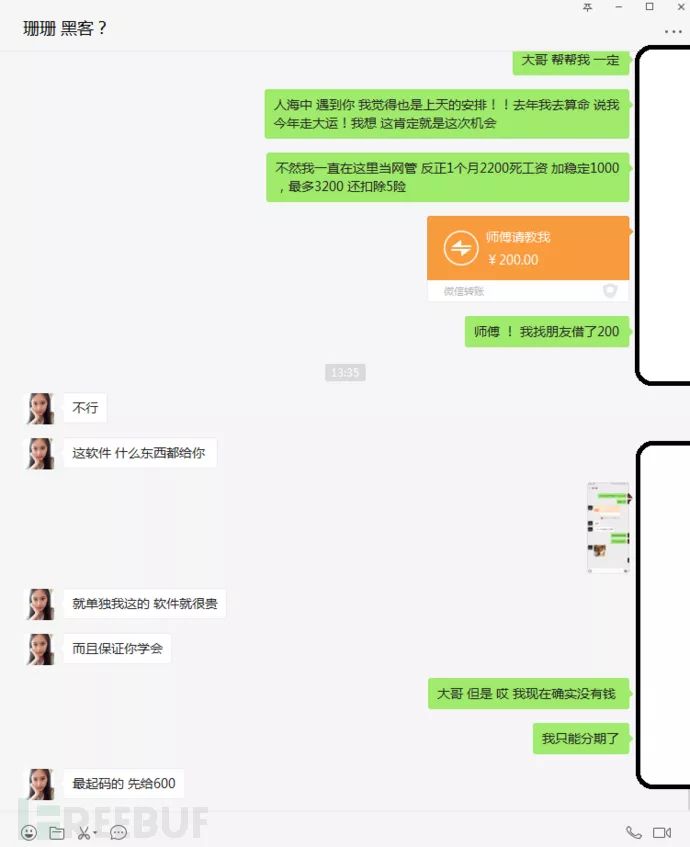 珊珊 黑客？
大哥 帮帮我 一定
人海中 遇到你 我觉得也是上天的安排！！去年我去算命 说我
今年走大运！我想 这肯定就是这次机会
不然我一直在这里当网管 反正1个月2200死工资 加稳定1000
，最多3200 还扣除5险
师傅请教我
￥200.00
微信转账
师傅 ！ 我找朋友借了200
13:35
不行
这软件 什么东西都给你
就单独我这的 软件就很贵
而且保证你学会
大哥 但是 哎 我现在确实没有钱
我只能分期了
最起码的 先给600
FREEBUF